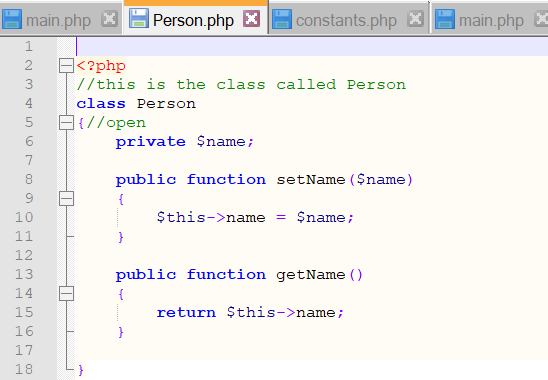 main.php Person.php constants.php main.php
1
2 <?php
3 //this is the class called Person
4 class Person
5 {//open
6 private $name;
7
8 public function setName($name)
9 {
10 $this->name = $name;
11 }
12
13 public function getName()
14 {
15 return $this->name;
16 }
17
18 }